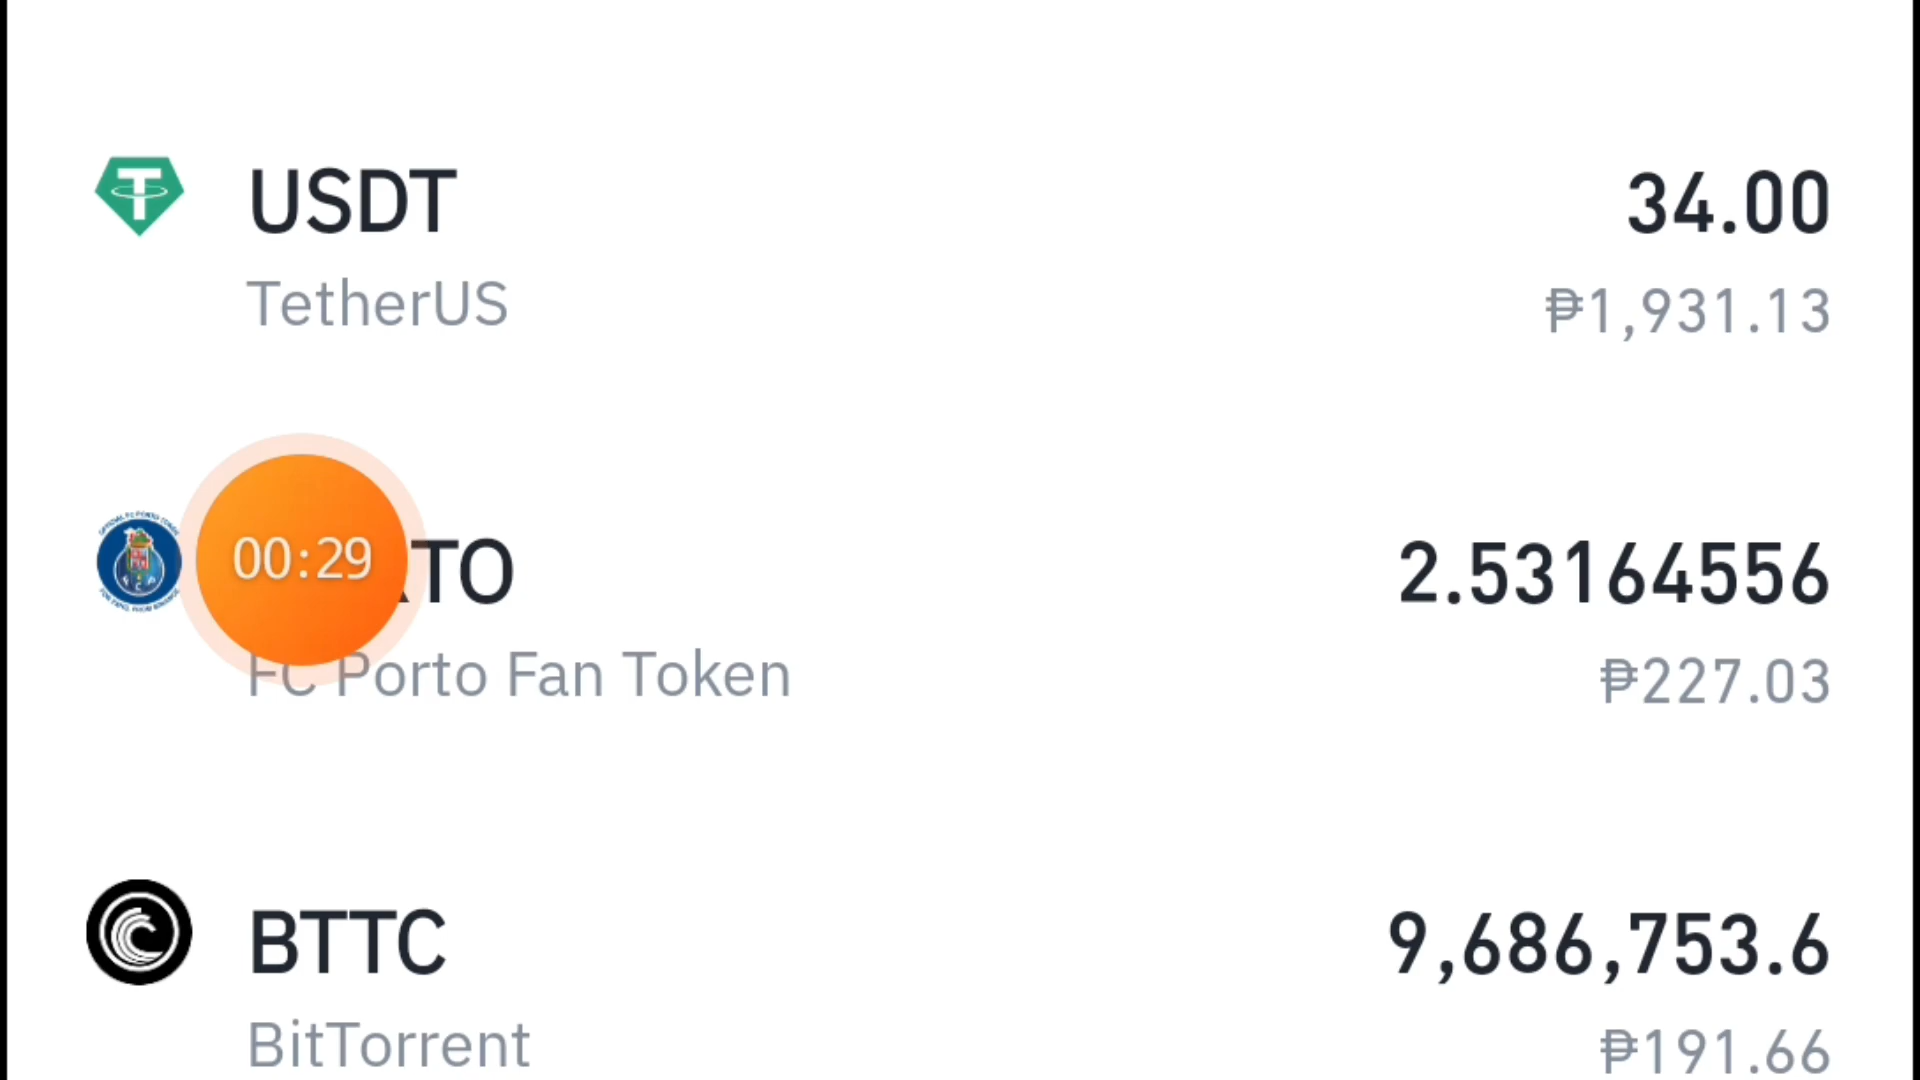 USDT
34.00
TetherUS
₱1,931.13
00:29
TO
2.53164556
FC Porto Fan Token
₱227.03
BTTC
9,686,753.6
BitTorrent
₱191.66